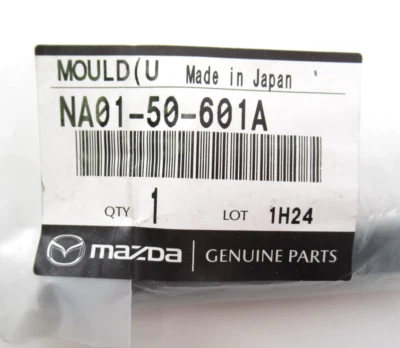 MOULD(U Made in Japan
NA01-50-601A
QTY 1 LOT 1H24
mazda GENUINE PARTS